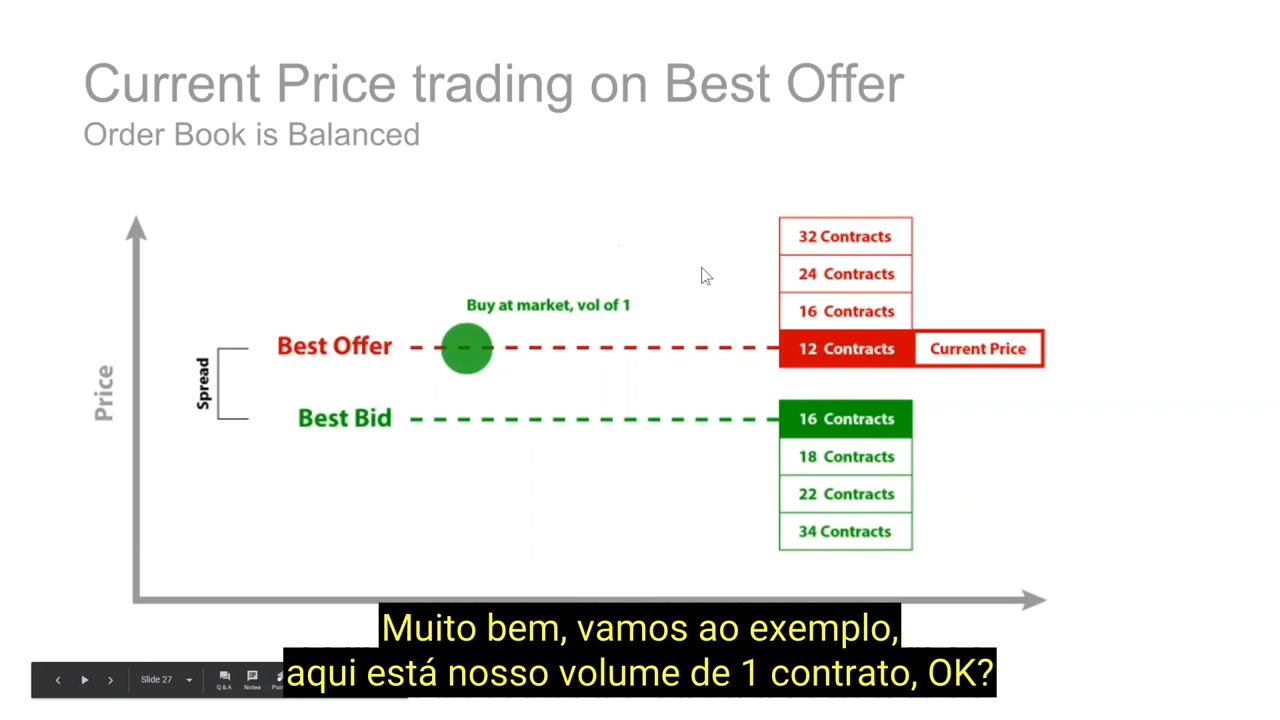 Current Price trading on Best Offer
Order Book is Balanced
32 Contracts
24 Contracts
16 Contracts
Buy at market, vol of 1
Best Offer
12 Contracts
Current Price
Spread
Price
Best Bid
16 Contracts
18 Contracts
22 Contracts
34 Contracts
Muito bem, vamos ao exemplo,
aqui está nosso volume de 1 contrato, OK?
Slide 27
Q & A
Notes